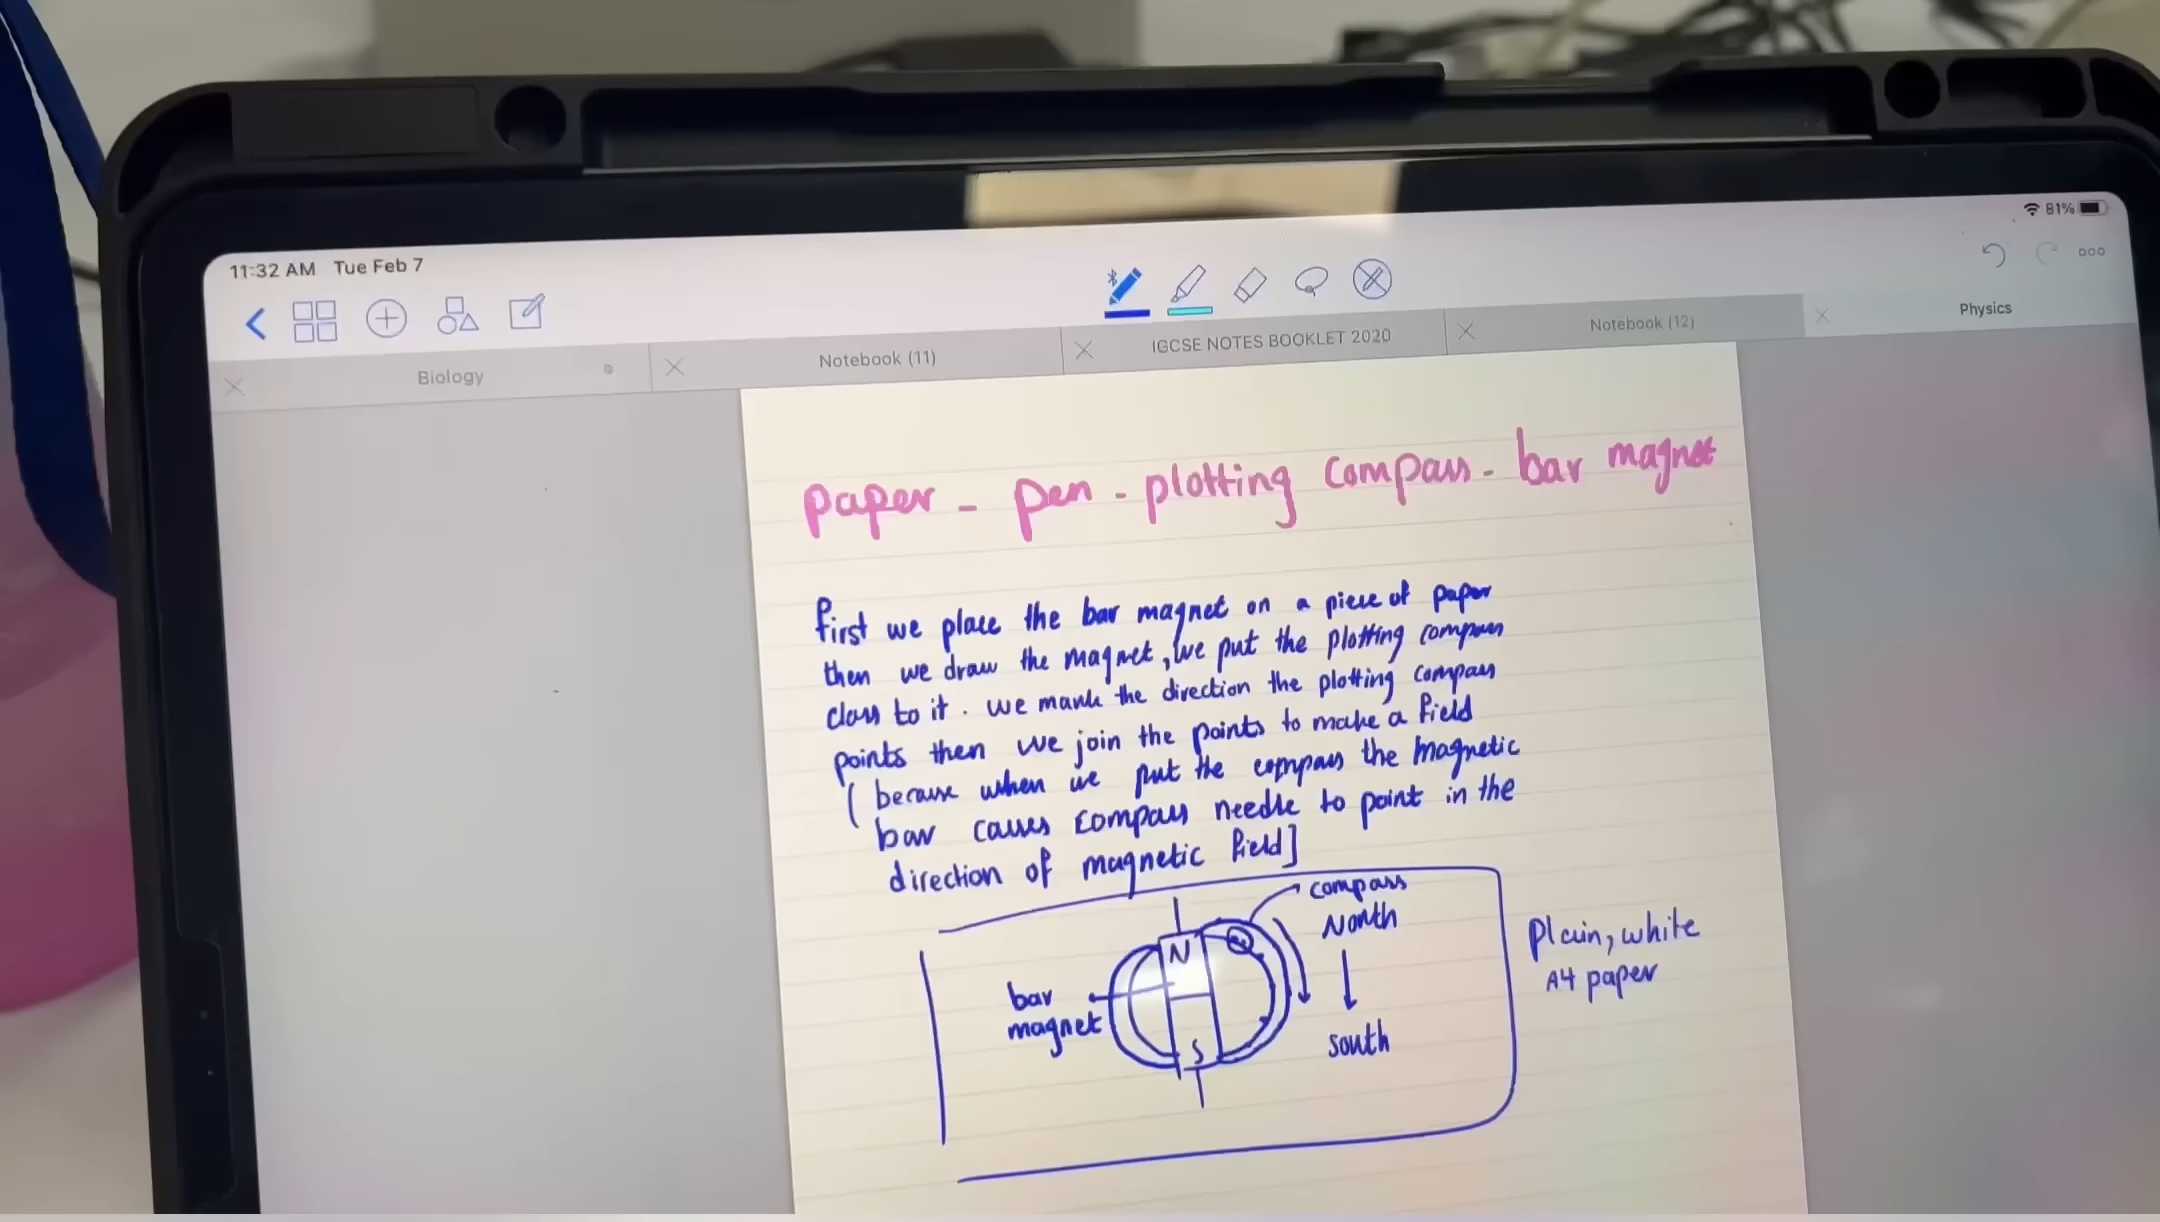 11:32 AM Tue Feb 7
81%
Biology
Notebook (11)
IGCSE NOTES BOOKLET 2020
Notebook (12)
Physics
paper - pen - plotting compass - bar magnet
first we place the bar magnet on a piece of paper
then we draw the magnet, we put the plotting compass
close to it. we mark the direction the plotting compass
points then we join the points to make a field
( because when we put the compass the magnetic
bar causes compass needle to point in the
direction of magnetic field]
compass
North
south
N
S
bar
magnet
Plain, white
A4 paper